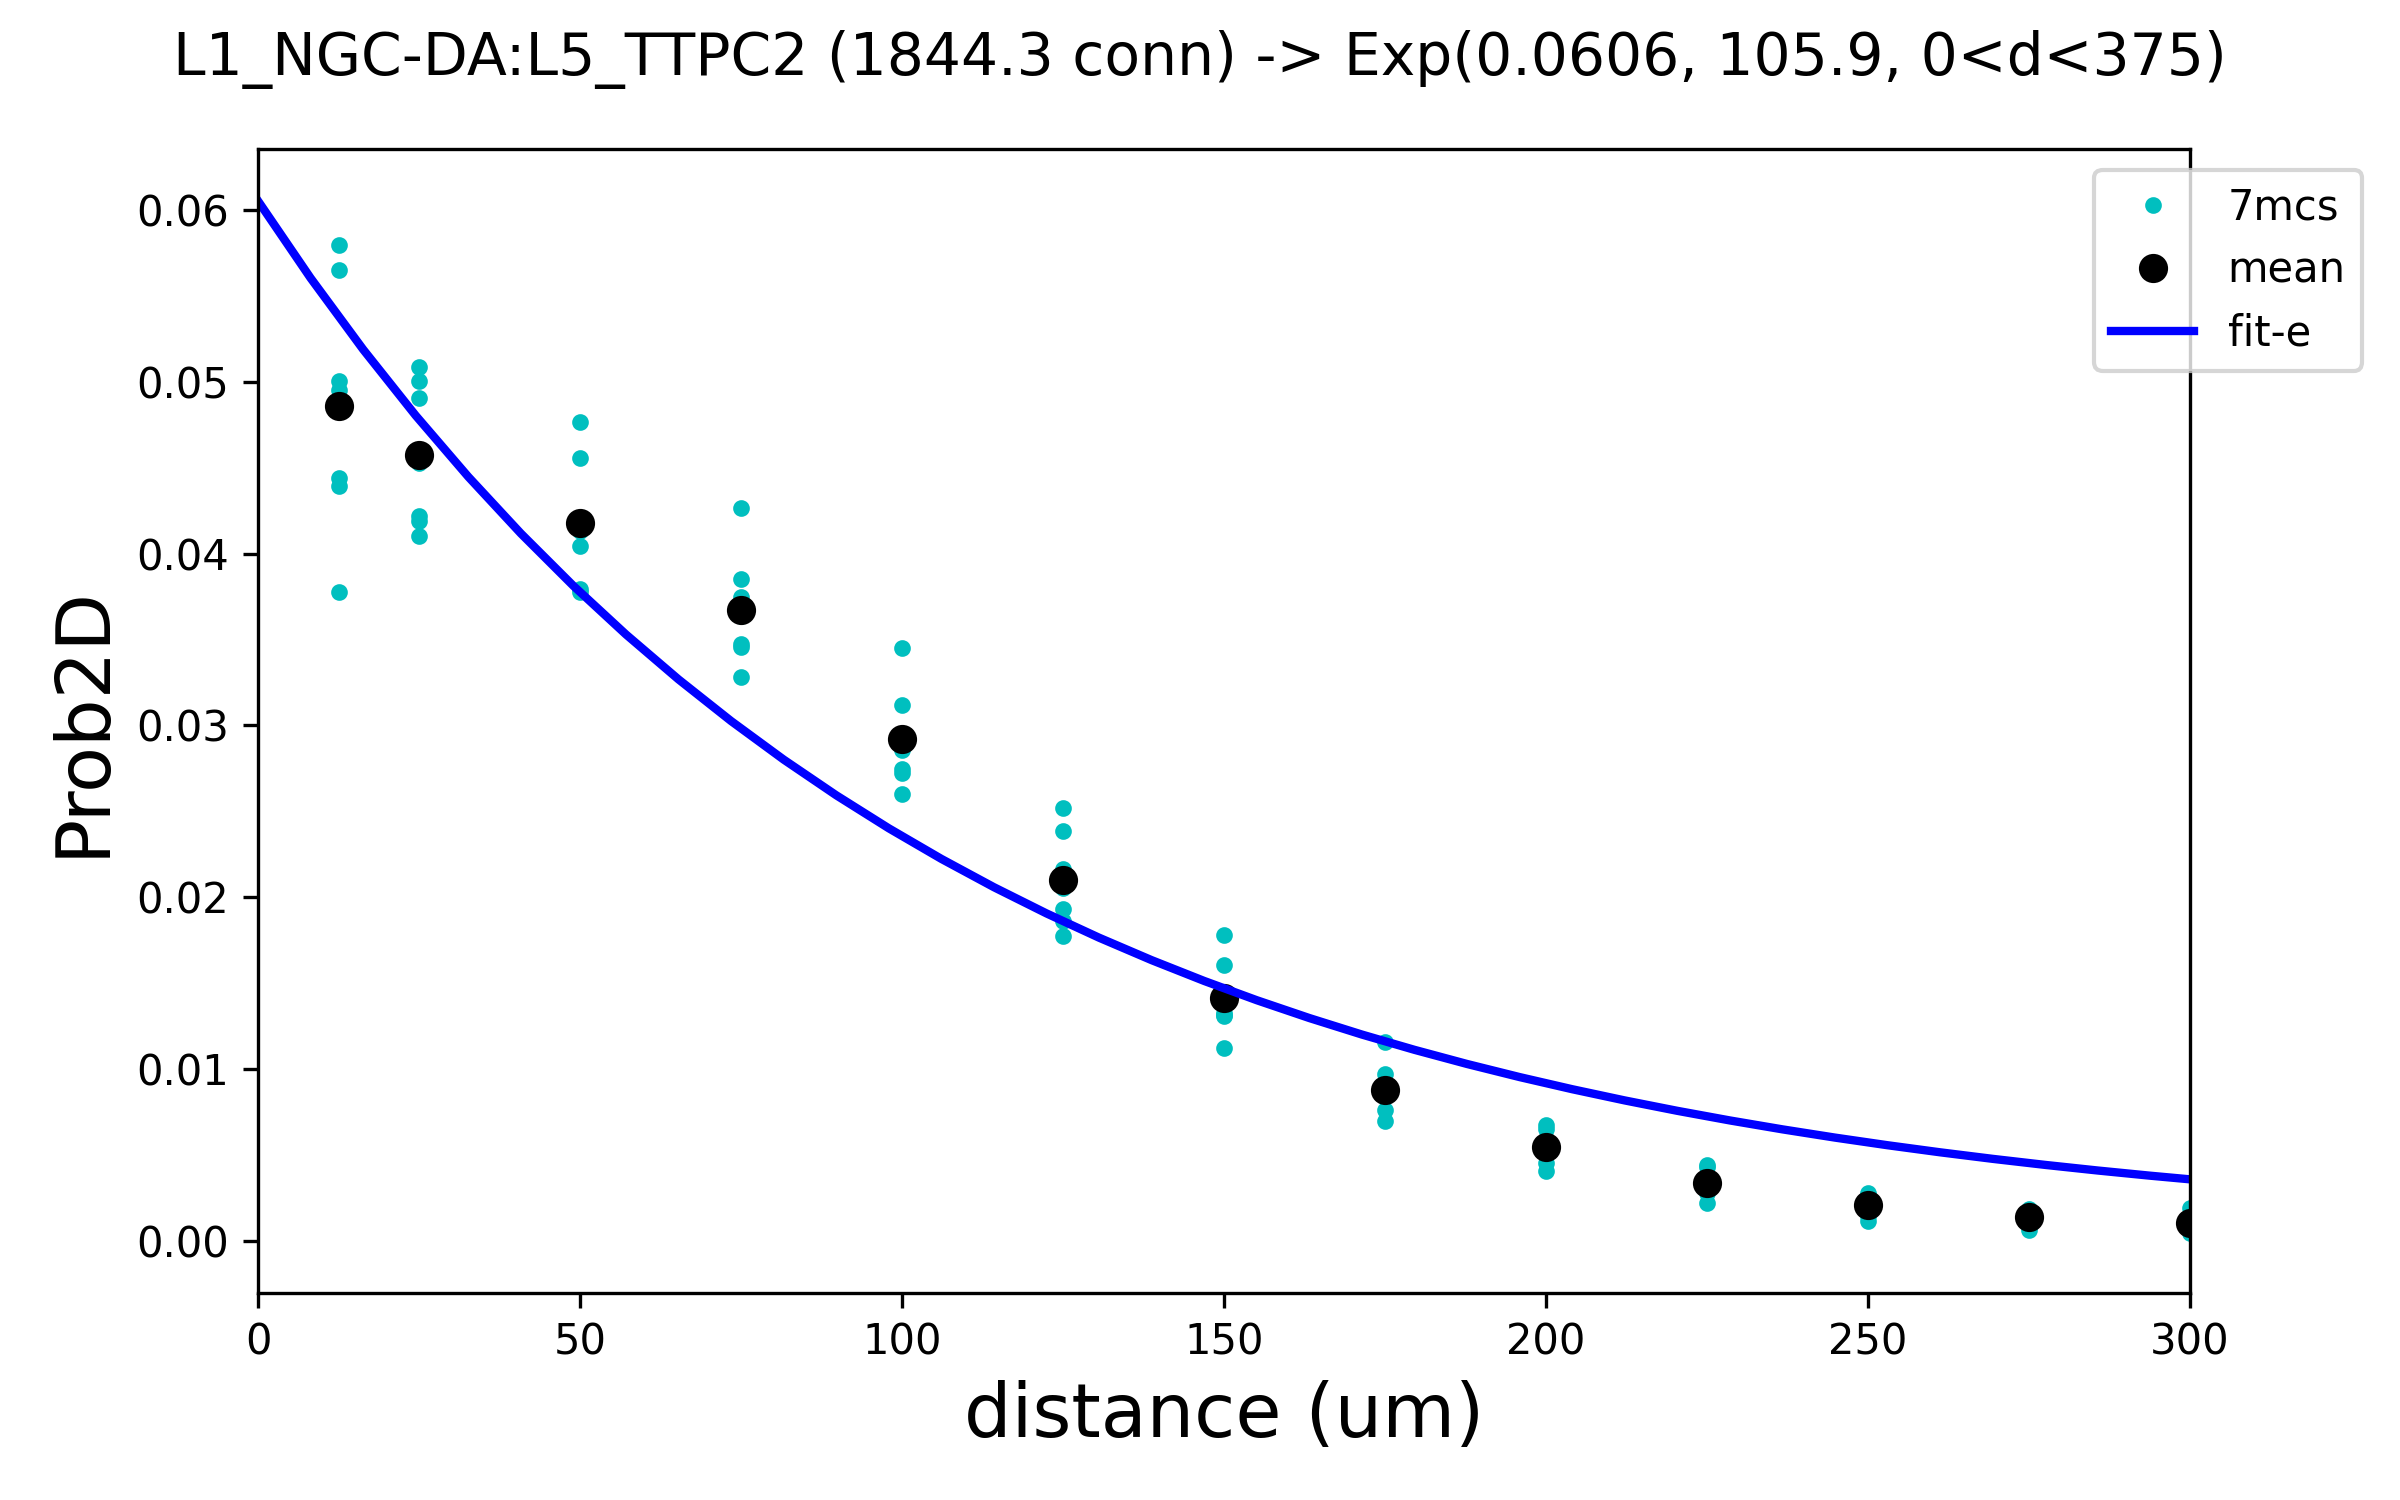 L1_NGC-DA:L5_TTPC2 (1844.3 conn) -> Exp(0.0606, 105.9, 0<d<375)
7mcs
mean
fit-e
Prob2D
0.06
0.05
0.04
0.03
0.02
0.01
0.00
0 50 100 150 200 250 300
distance (um)